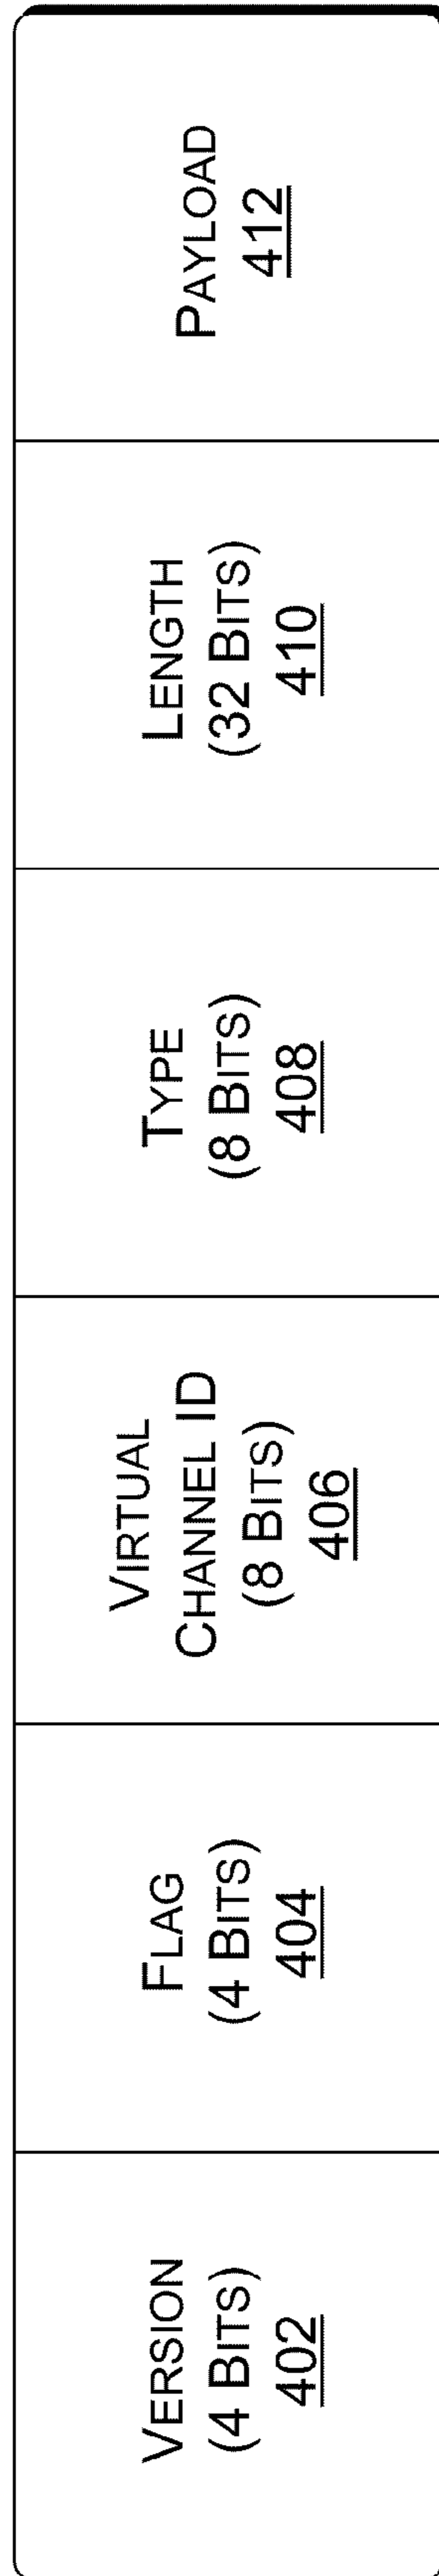 VERSION
(4 BITS)
402
FLAG
(4 BITS)
404
VIRTUAL
CHANNEL ID
(8 BITS)
406
TYPE
(8 BITS)
408
LENGTH
(32 BITS)
410
PAYLOAD
412